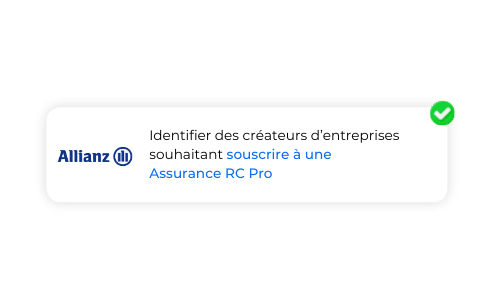 Allianz
Identifier des créateurs d'entreprises
souhaitant souscrire à une
Assurance RC Pro